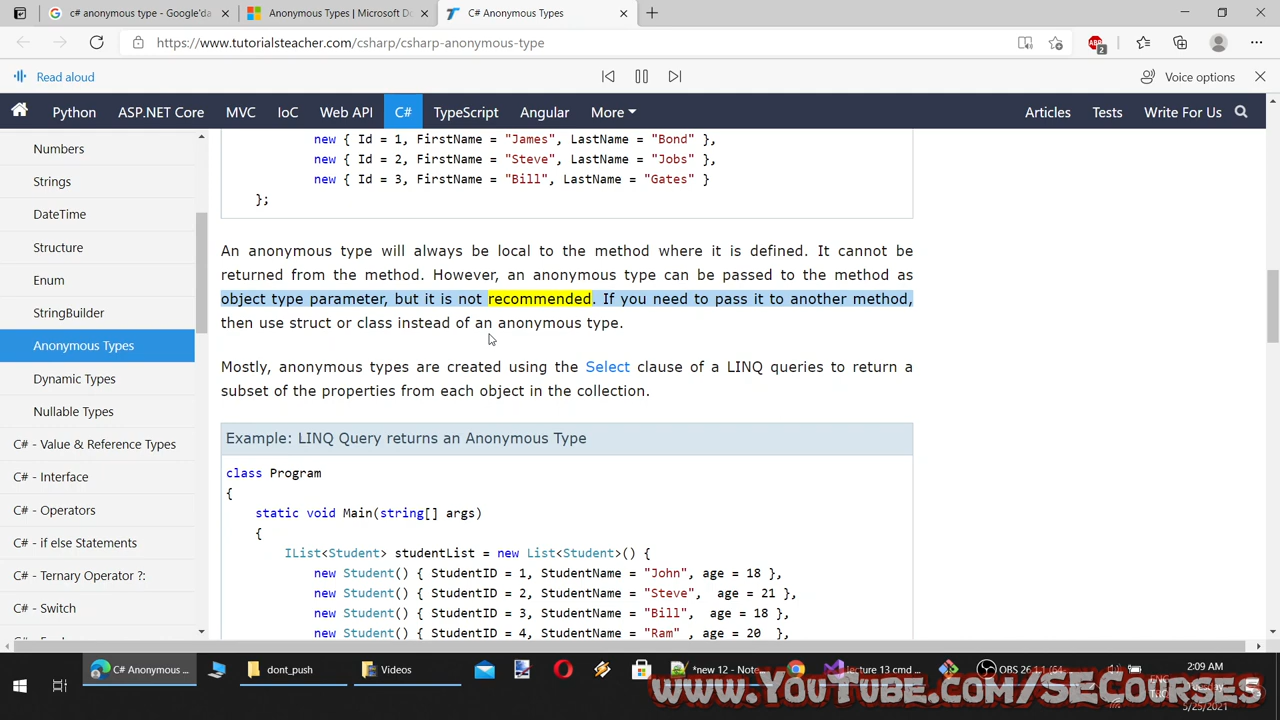 c# anonymous type - Google'da
Anonymous Types | Microsoft Do
C# Anonymous Types
https://www.tutorialsteacher.com/csharp/csharp-anonymous-type
2
Read aloud
Voice options
Python
ASP.NET Core
MVC
IoC
Web API
C#
TypeScript
Angular
More
Articles
Tests
Write For Us
Numbers
Strings
DateTime
Structure
Enum
StringBuilder
Anonymous Types
Dynamic Types
Nullable Types
C# - Value & Reference Types
C# - Interface
C# - Operators
C# - if else Statements
C# - Ternary Operator ?:
C# - Switch
new { Id = 1, FirstName = "James", LastName = "Bond" },
new { Id = 2, FirstName = "Steve", LastName = "Jobs" },
new { Id = 3, FirstName = "Bill", LastName = "Gates" }
};
An anonymous type will always be local to the method where it is defined. It cannot be
returned from the method. However, an anonymous type can be passed to the method as
object type parameter, but it is not recommended. If you need to pass it to another method,
then use struct or class instead of an anonymous type.
Mostly, anonymous types are created using the Select clause of a LINQ queries to return a
subset of the properties from each object in the collection.
Example: LINQ Query returns an Anonymous Type
class Program
{
static void Main(string[] args)
{
IList<Student> studentList = new List<Student>() {
new Student() { StudentID = 1, StudentName = "John", age = 18 },
new Student() { StudentID = 2, StudentName = "Steve",  age = 21 },
new Student() { StudentID = 3, StudentName = "Bill",  age = 18 },
new Student() { StudentID = 4, StudentName = "Ram" , age = 20  },
C# Anonymous ...
dont_push
Videos
*new 12 - Note...
lecture 13 cmd ...
OBS 26.1.1 (64...
2:09 AM
5/25/2021
www.YouTube.com/SECourses